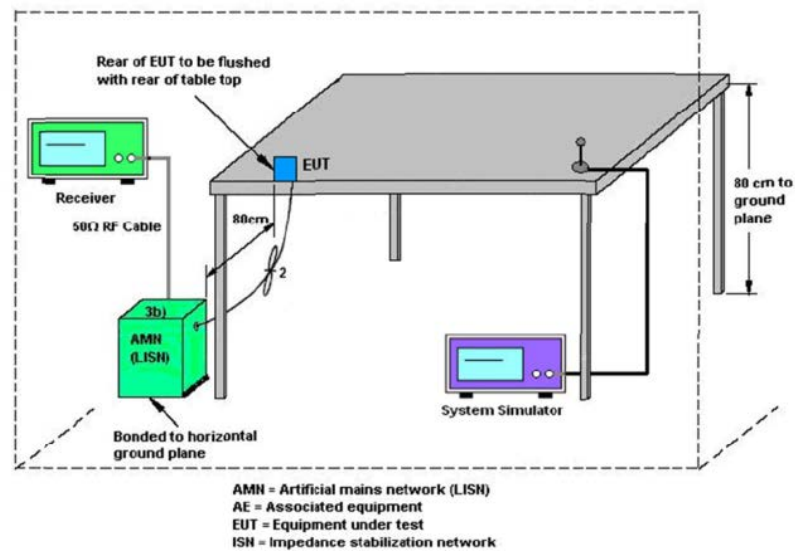 Rear of EUT to be flushed
with rear of table top
EUT
Receiver
50Ω RF Cable
80cm
2
80 cm to
ground
plane
3b)
AMN
(LISN)
System Simulator
Bonded to horizontal
ground plane
AMN = Artificial mains network (LISN)
AE = Associated equipment
EUT = Equipment under test
ISN = Impedance stabilization network